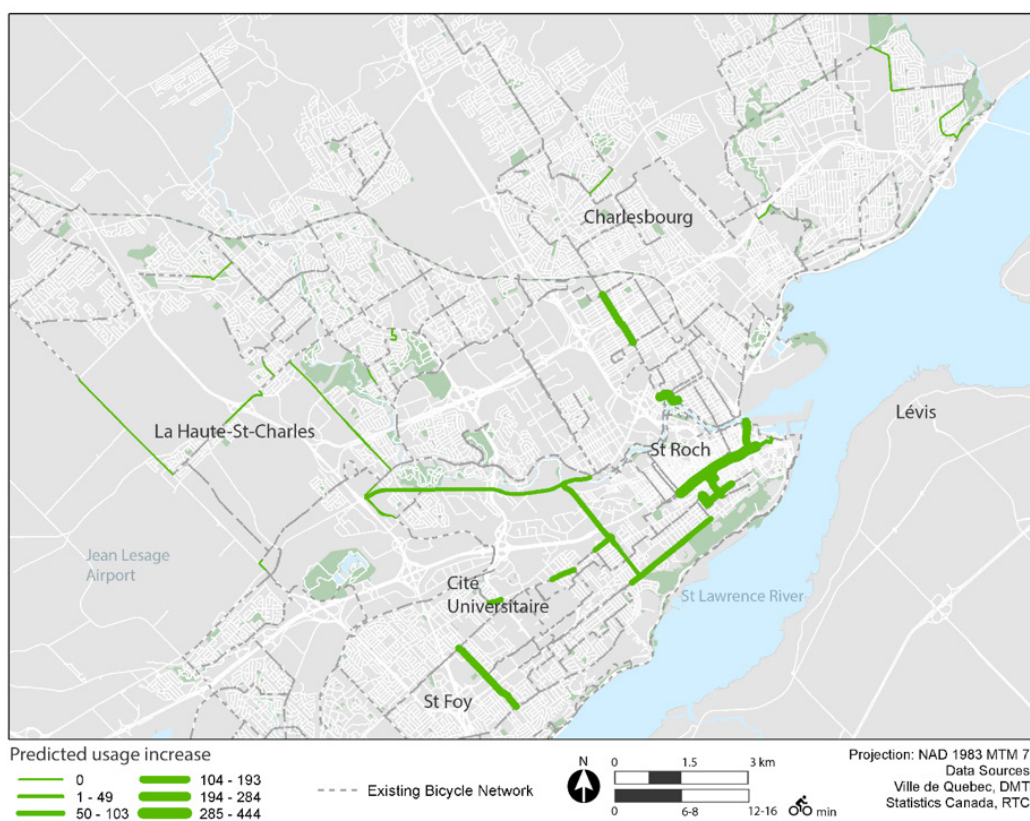 Charlesbourg
La Haute-St-Charles
St Roch
Lévis
Jean Lesage
Airport
Cité
Universitaire
St Lawrence River
St Foy
Predicted usage increase
0
1 - 49
50 - 103
104 - 193
194 - 284
285 - 444
Existing Bicycle Network
N
0 1.5 3 km
0 6-8 12-16 min
Projection: NAD 1983 MTM 7
Data Sources
Ville de Quebec, DMT
Statistics Canada, RTC